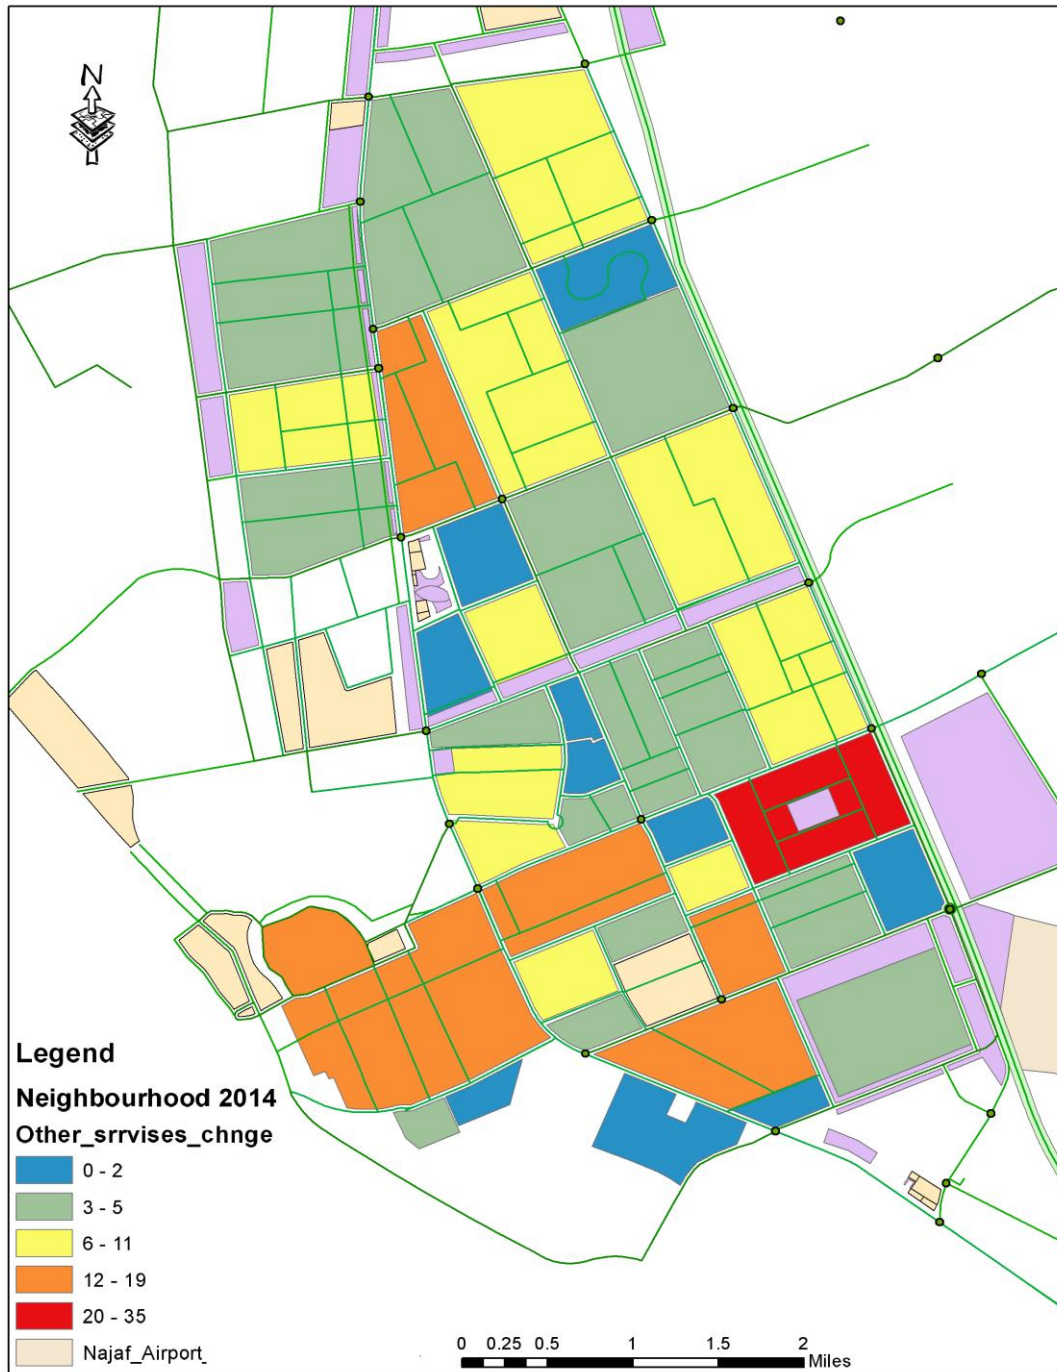 N
Legend
Neighbourhood 2014
Other_srrvises_chnge
0 - 2
3 - 5
6 - 11
12 - 19
20 - 35
Najaf_Airport_
0 0.25 0.5 1 1.5 2
Miles